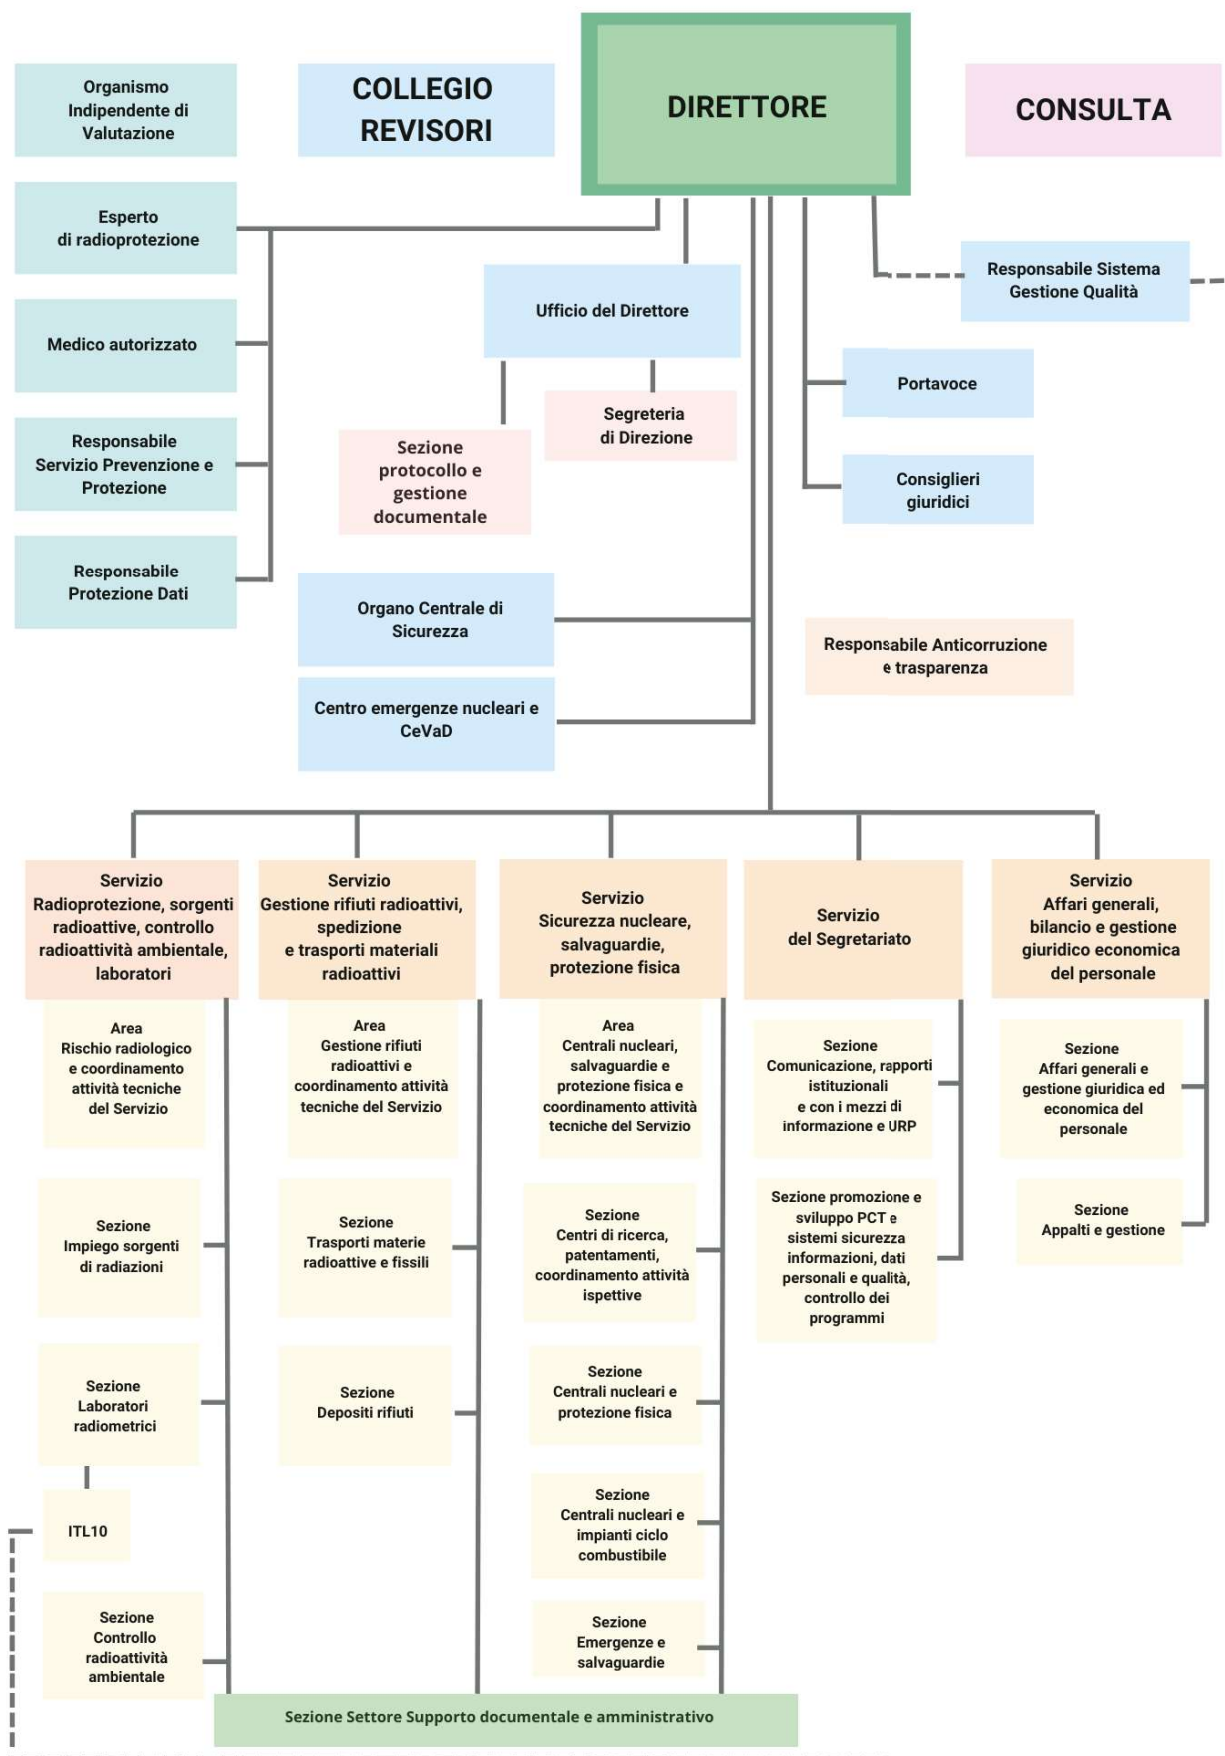 Organismo
Indipendente di
Valutazione
COLLEGIO
REVISORI
DIRETTORE
CONSULTA
Esperto
di radioprotezione
Responsabile Sistema
Gestione Qualità
Ufficio del Direttore
Medico autorizzato
Portavoce
Segreteria
di Direzione
Sezione
protocollo e
gestione
documentale
Responsabile
Servizio Prevenzione e
Protezione
Consiglieri
giuridici
Responsabile
Protezione Dati
Organo Centrale di
Sicurezza
Responsabile Anticorruzione
e trasparenza
Centro emergenze nucleari e
CeVaD
Servizio
Radioprotezione, sorgenti
radioattive, controllo
radioattività ambientale,
laboratori
Servizio
Gestione rifiuti radioattivi,
spedizione
e trasporti materiali
radioattivi
Servizio
Sicurezza nucleare,
salvaguardie,
protezione fisica
Servizio
del Segretariato
Servizio
Affari generali,
bilancio e gestione
giuridico economica
del personale
Area
Rischio radiologico
e coordinamento
attività tecniche
del Servizio
Area
Gestione rifiuti
radioattivi e
coordinamento attività
tecniche del Servizio
Area
Centrali nucleari,
salvaguardie e
protezione fisica e
coordinamento attività
tecniche del Servizio
Sezione
Comunicazione, rapporti
istituzionali
e con i mezzi di
informazione e URP
Sezione
Affari generali e
gestione giuridica ed
economica del
personale
Sezione
Impiego sorgenti
di radiazioni
Sezione
Trasporti materie
radioattive e fissili
Sezione
Centri di ricerca,
patentamenti,
coordinamento attività
ispettive
Sezione promozione e
sviluppo PCT e
sistemi sicurezza
informazioni, dati
personali e qualità,
controllo dei
programmi
Sezione
Appalti e gestione
Sezione
Laboratori
radiometrici
Sezione
Depositi rifiuti
Sezione
Centrali nucleari e
protezione fisica
ITL10
Sezione
Centrali nucleari e
impianti ciclo
combustibile
Sezione
Controllo
radioattività
ambientale
Sezione
Emergenze e
salvaguardie
Sezione Settore Supporto documentale e amministrativo